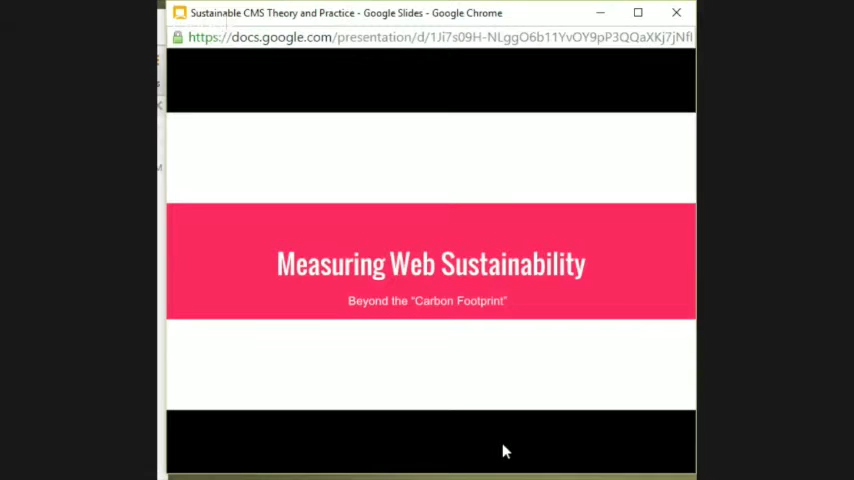 Sustainable CMS Theory and Practice - Google Slides - Google Chrome
https://docs.google.com/presentation/d/1Ji7s09H-NLggO6b11YvOY9pP3QQaXKj7jNfl
Measuring Web Sustainability
Beyond the “Carbon Footprint”